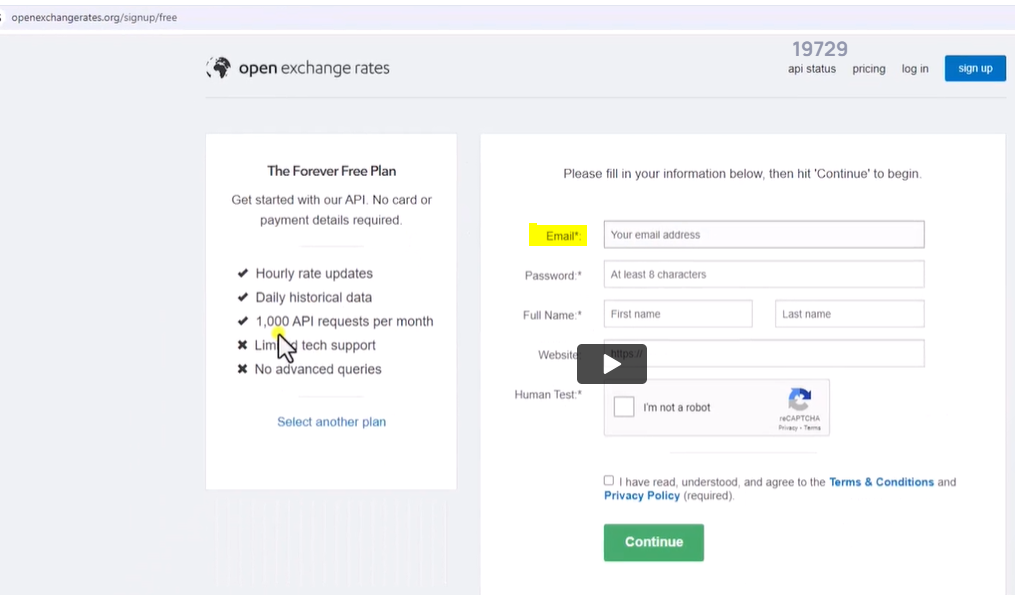 openexchangerates.org/signup/free
19729
open exchange rates
api status pricing log in sign up
The Forever Free Plan
Get started with our API. No card or
payment details required.
Hourly rate updates
Daily historical data
1,000 API requests per month
Limited tech support
No advanced queries
Select another plan
Please fill in your information below, then hit 'Continue' to begin.
Email*: Your email address
Password:* At least 8 characters
Full Name:* First name Last name
Website: https://
Human Test:* I'm not a robot
reCAPTCHA
Privacy - Terms
I have read, understood, and agree to the Terms & Conditions and
Privacy Policy (required).
Continue